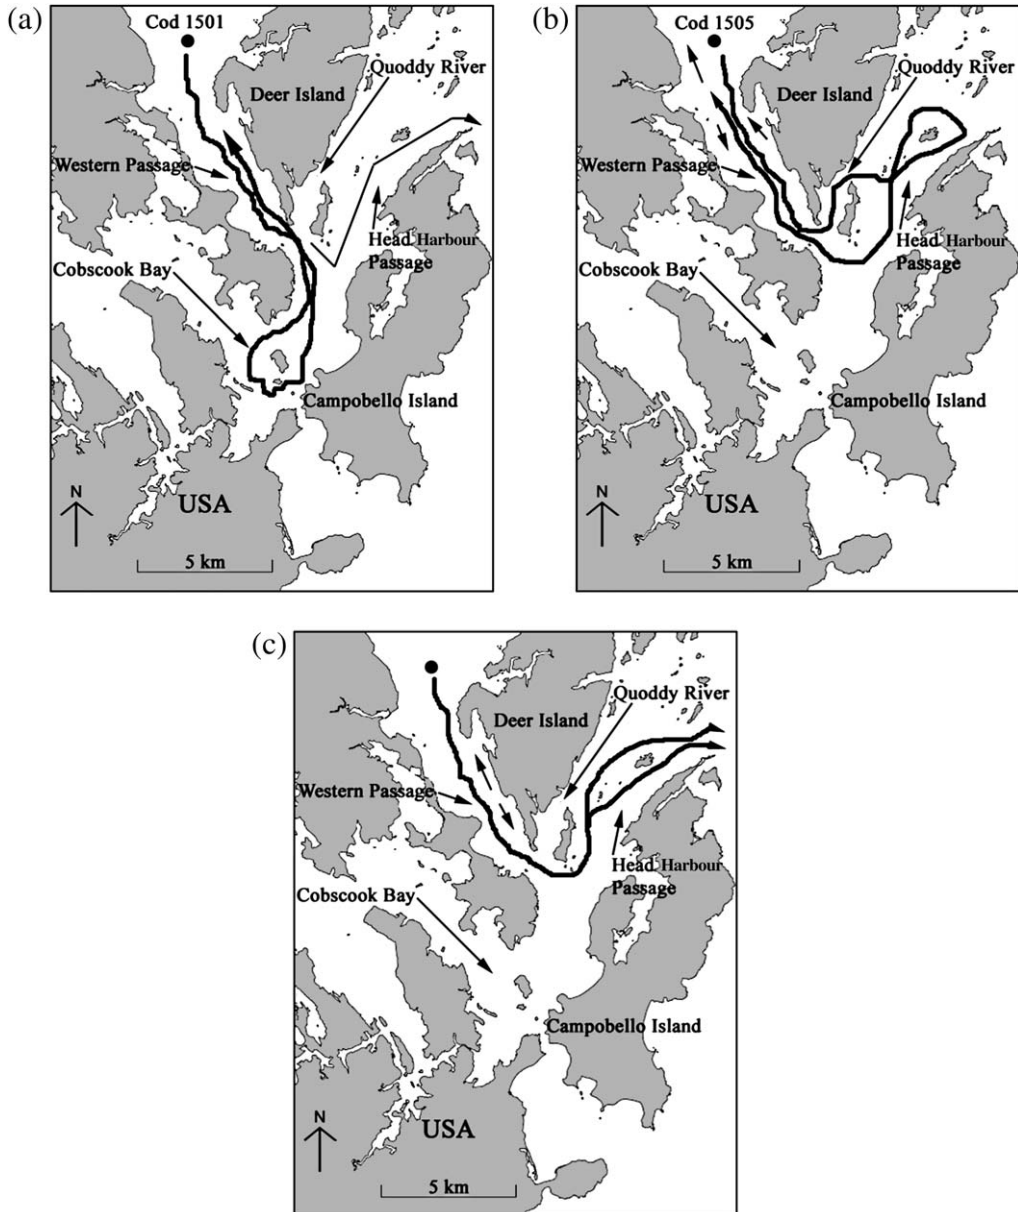 (a)
Cod 1501
Quoddy River
Deer Island
Western Passage
Head Harbour
Passage
Cobscook Bay
Campobello Island
N
USA
5 km
(b)
Cod 1505
Quoddy River
Deer Island
Western Passage
Head Harbour
Passage
Cobscook Bay
Campobello Island
N
USA
5 km
(c)
Quoddy River
Deer Island
Western Passage
Head Harbour
Passage
Cobscook Bay
Campobello Island
N
USA
5 km